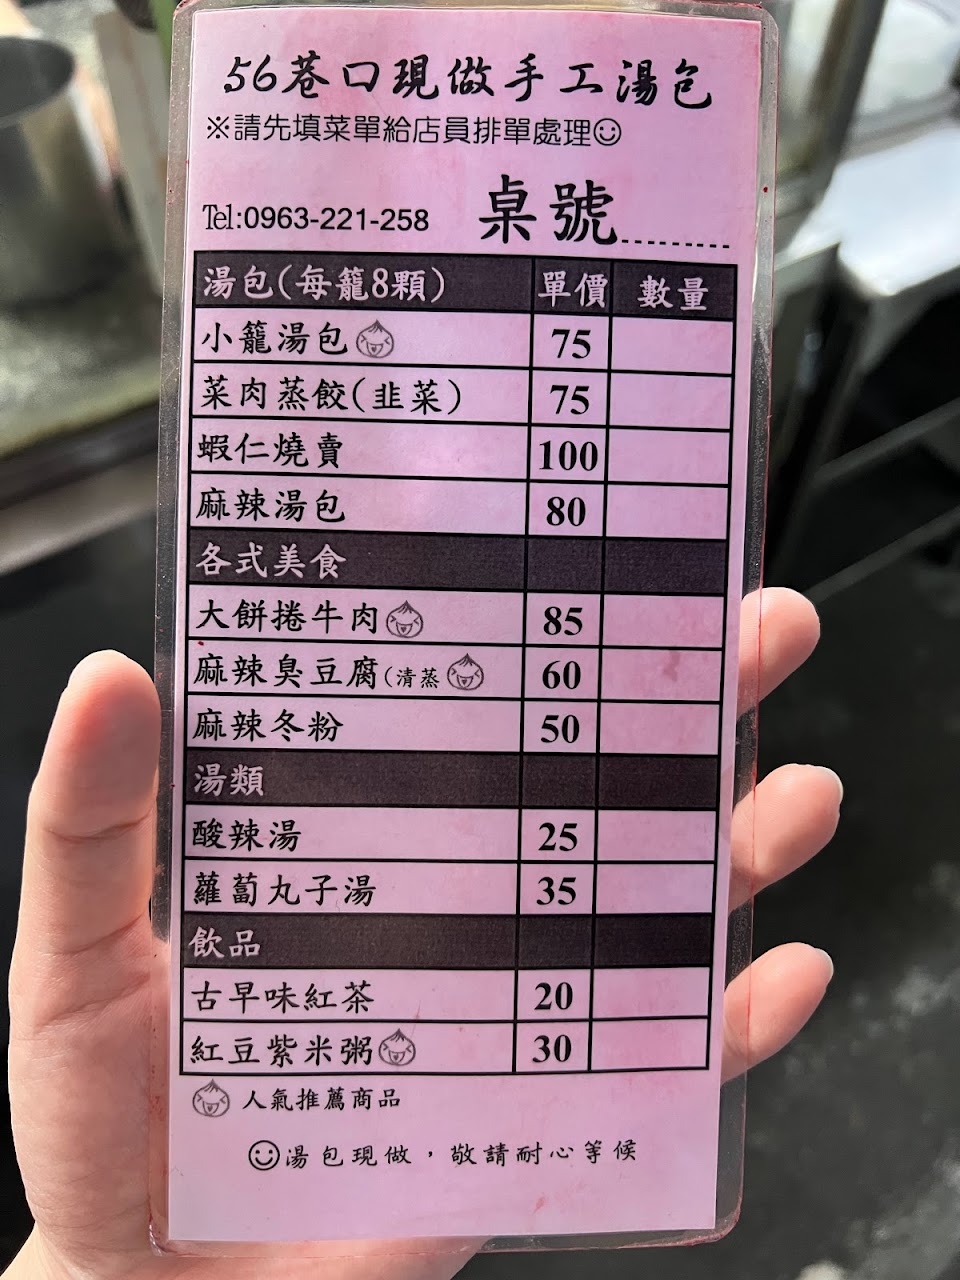 56巷口現做手工湯包
※請先填菜單給店員排單處理☺
Tel:0963-221-258 桌號........
湯包(每籠8顆) 單價 數量
小籠湯包 75
菜肉蒸餃(韭菜) 75
蝦仁燒賣 100
麻辣湯包 80
各式美食
大餅捲牛肉 85
麻辣臭豆腐(清蒸 60
麻辣冬粉 50
湯類
酸辣湯 25
蘿蔔丸子湯 35
飲品
古早味紅茶 20
紅豆紫米粥 30
人氣推薦商品
☺湯包現做，敬請耐心等候